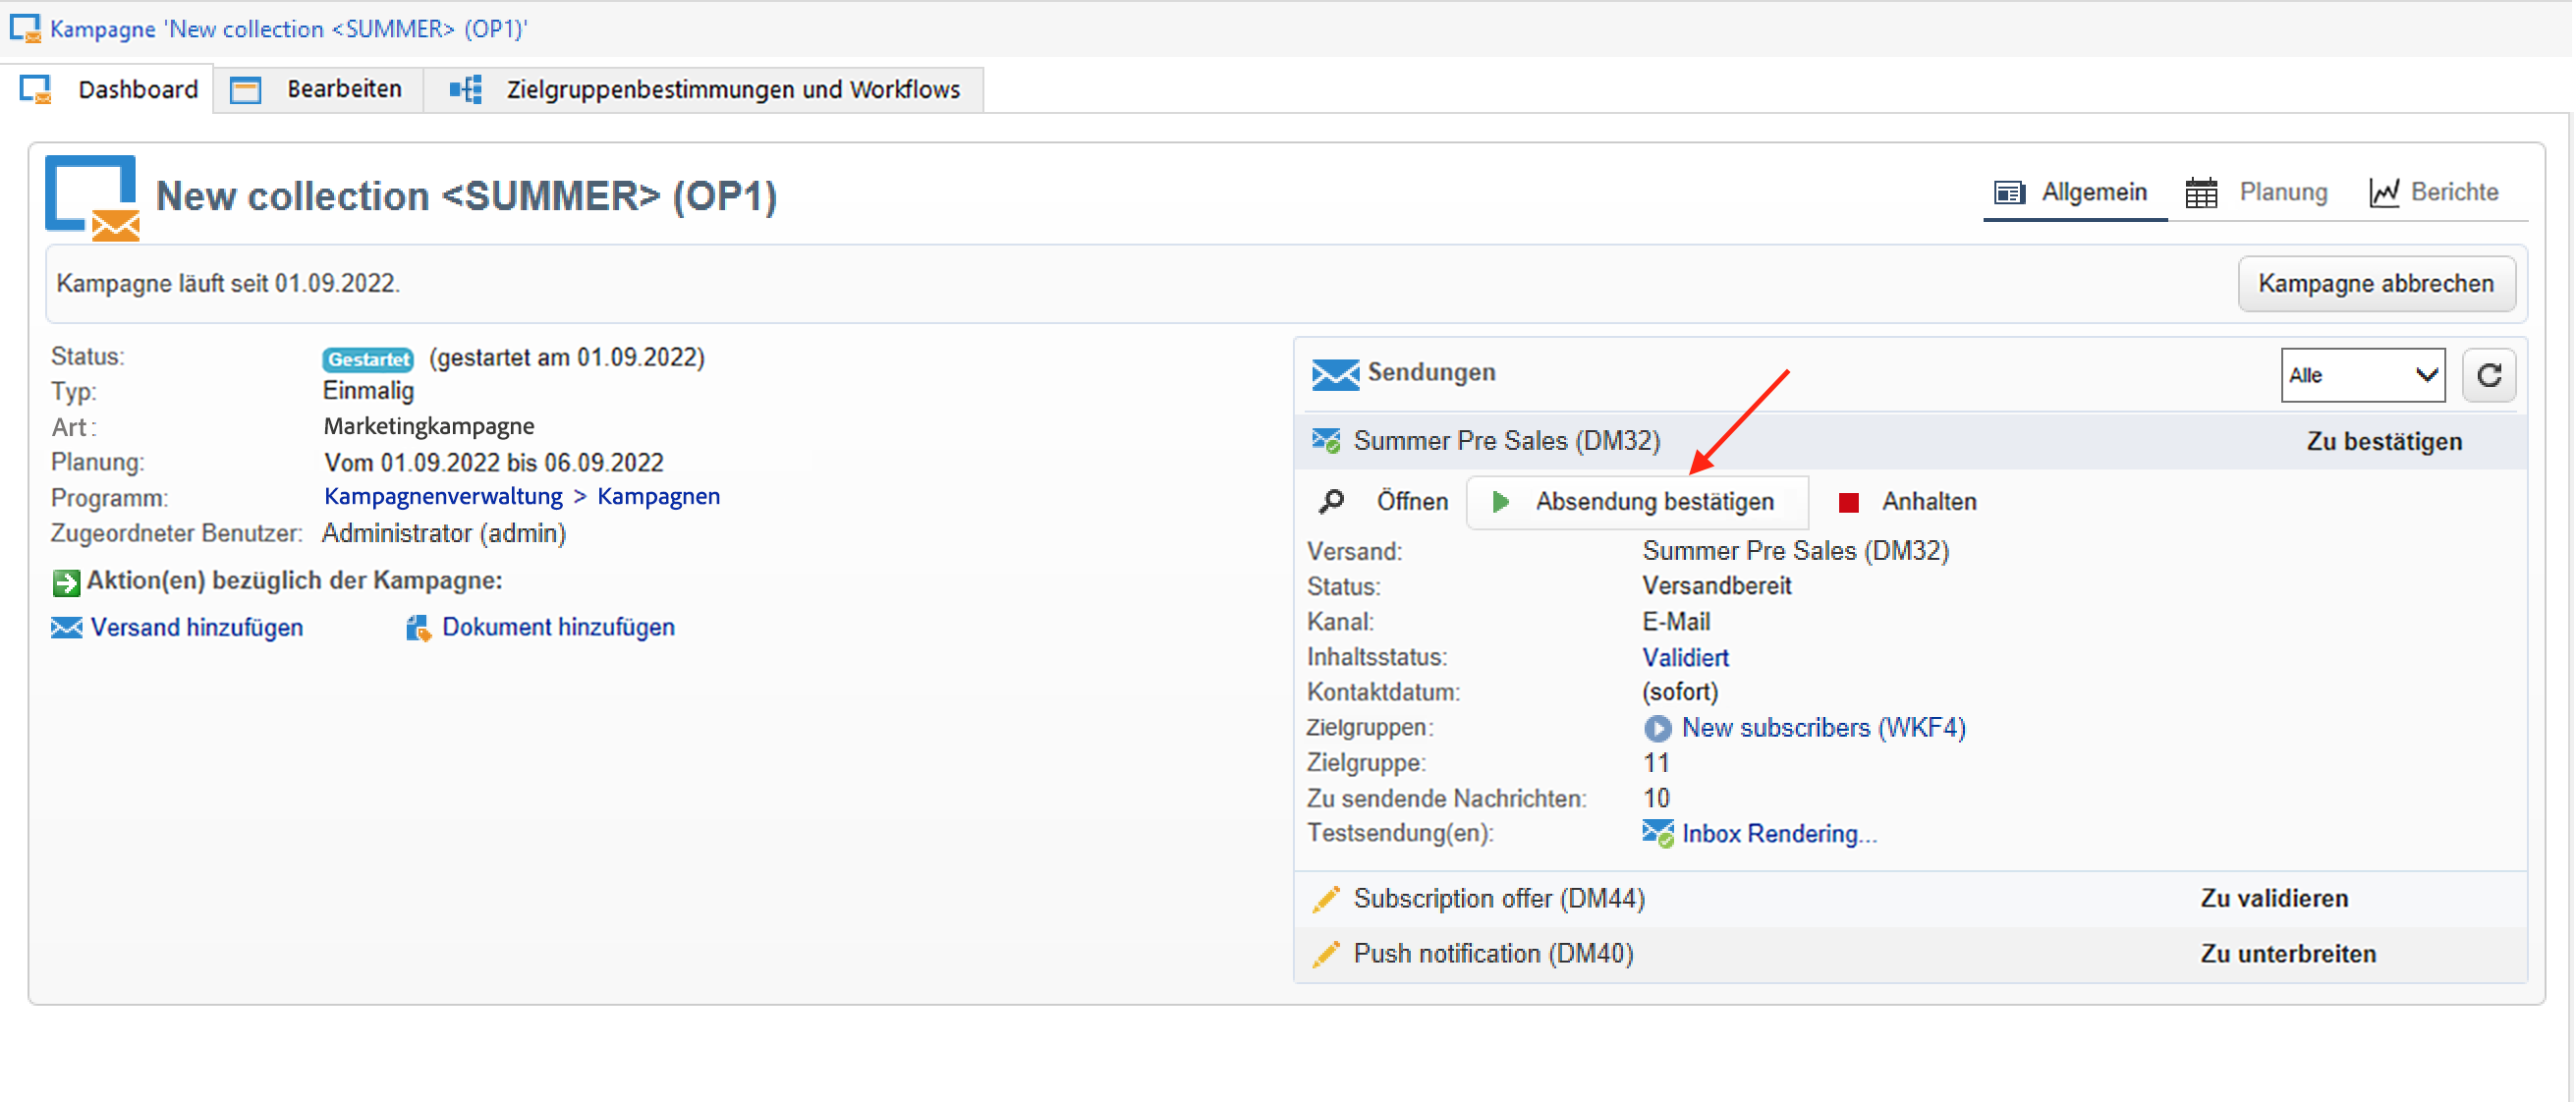 Kampagne 'New collection <SUMMER> (OP1)'
Dashboard Bearbeiten Zielgruppenbestimmungen und Workflows
New collection <SUMMER> (OP1) Allgemein Planung Berichte
Kampagne läuft seit 01.09.2022. Kampagne abbrechen
Status: Gestartet (gestartet am 01.09.2022)
Typ: Einmalig
Art: Marketingkampagne
Planung: Vom 01.09.2022 bis 06.09.2022
Programm: Kampagnenverwaltung > Kampagnen
Zugeordneter Benutzer: Administrator (admin)
Aktion(en) bezüglich der Kampagne:
Versand hinzufügen Dokument hinzufügen
Sendungen Alle
Summer Pre Sales (DM32) Zu bestätigen
Öffnen Absendung bestätigen Anhalten
Versand: Summer Pre Sales (DM32)
Status: Versandbereit
Kanal: E-Mail
Inhaltsstatus: Validiert
Kontaktdatum: (sofort)
Zielgruppen: New subscribers (WKF4)
Zielgruppe: 11
Zu sendende Nachrichten: 10
Testsendung(en): Inbox Rendering...
Subscription offer (DM44) Zu validieren
Push notification (DM40) Zu unterbreiten